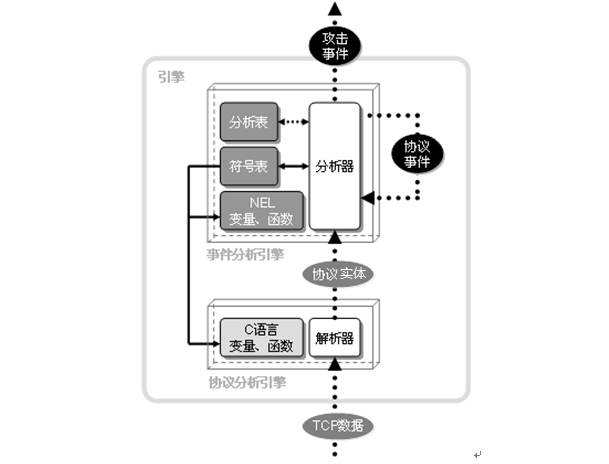 攻击
事件
引擎
分析表
符号表
分析器
协议
事件
NEL
变量、函数
事件分析引擎
协议实体
C语言
变量、函数
解析器
协议分析引擎
TCP数据